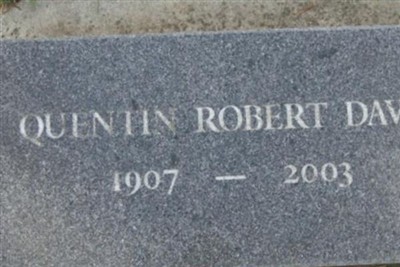 QUENTIN ROBERT DAV
1907 — 2003